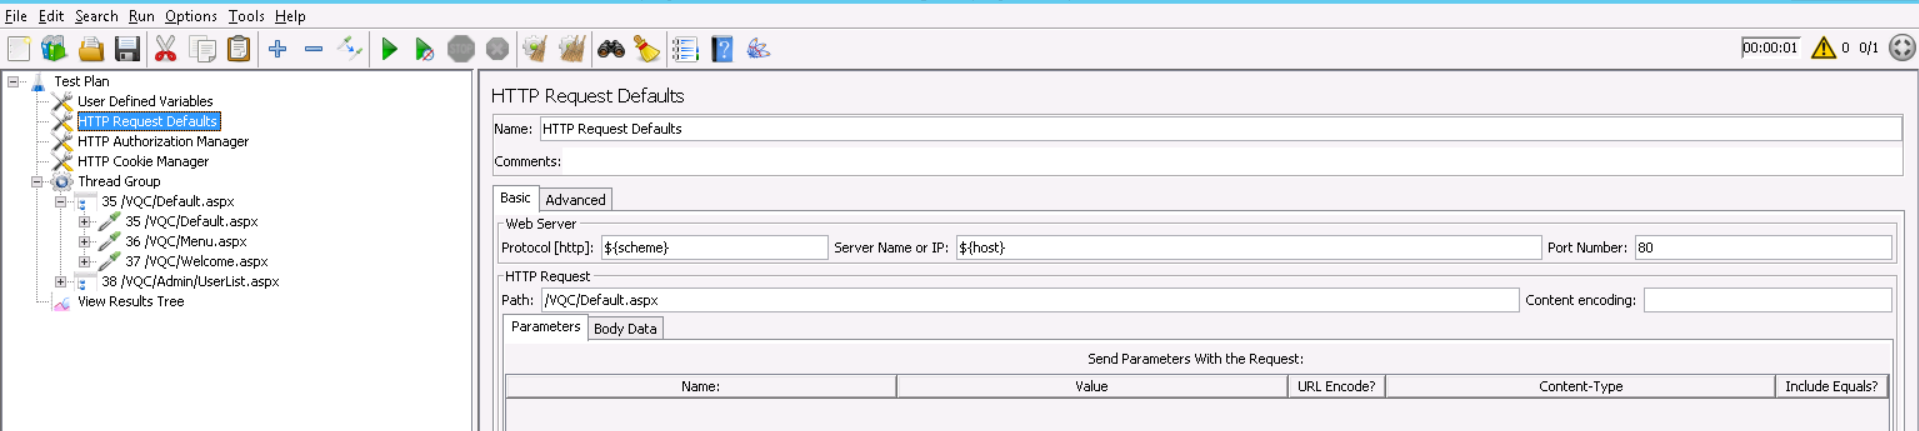 File Edit Search Run Options Tools Help
STOP
00:00:01 0 0/1
Test Plan
User Defined Variables
HTTP Request Defaults
HTTP Authorization Manager
HTTP Cookie Manager
Thread Group
35 /VQC/Default.aspx
35 /VQC/Default.aspx
36 /VQC/Menu.aspx
37 /VQC/Welcome.aspx
38 /VQC/Admin/UserList.aspx
View Results Tree
HTTP Request Defaults
Name: HTTP Request Defaults
Comments:
Basic Advanced
Web Server
Protocol [http]: ${scheme} Server Name or IP: ${host} Port Number: 80
HTTP Request
Path: /VQC/Default.aspx Content encoding:
Parameters Body Data
Send Parameters With the Request:
Name: Value URL Encode? Content-Type Include Equals?